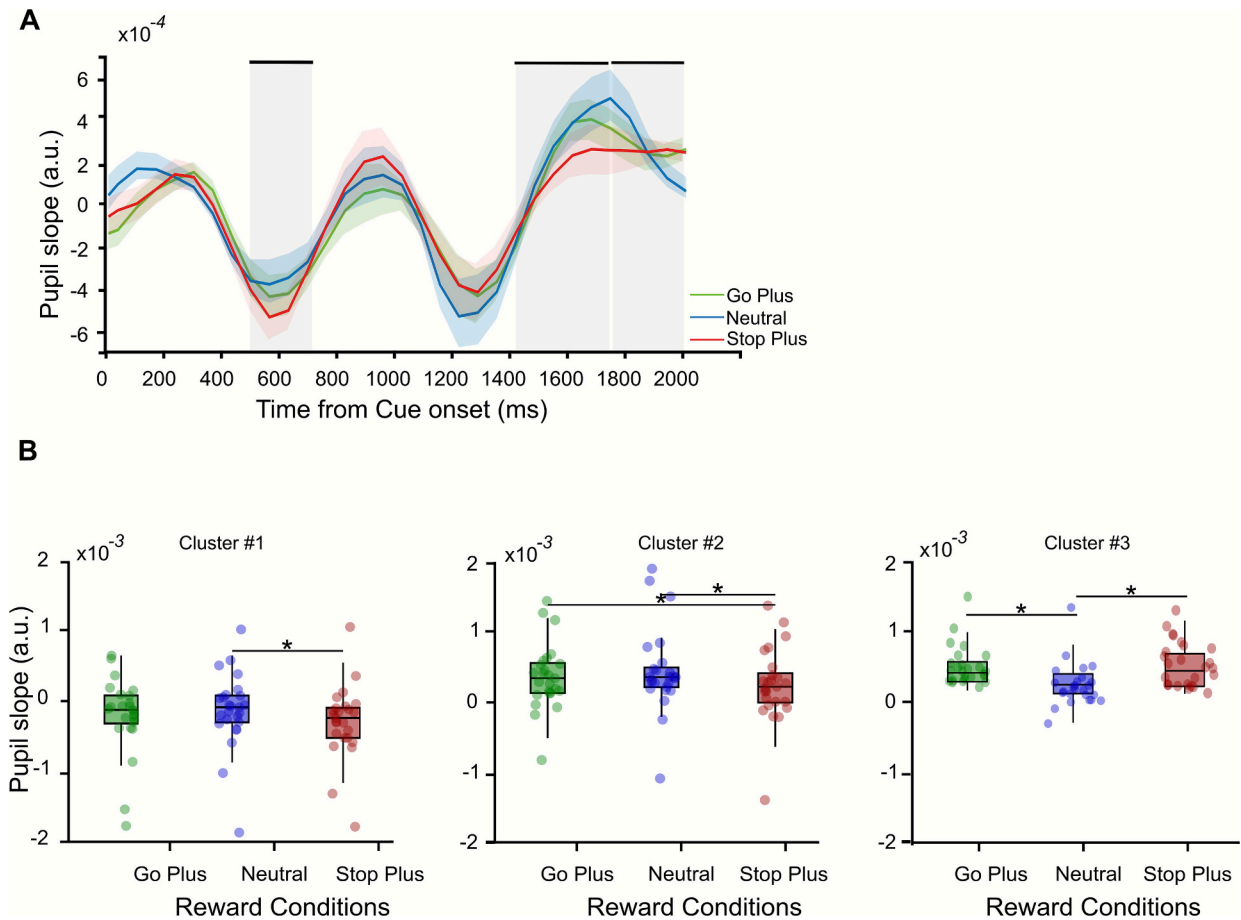 A
x10-4
6
4
2
0
-2
-4
-6
Pupil slope (a.u.)
Go Plus
Neutral
Stop Plus
0 200 400 600 800 1000 1200 1400 1600 1800 2000
Time from Cue onset (ms)
B
Pupil slope (a.u.)
x10-3
Cluster #1
2
1
0
-1
-2
*
Go Plus Neutral Stop Plus
Reward Conditions
x10-3
Cluster #2
2
1
0
-1
-2
*
*
Go Plus Neutral Stop Plus
Reward Conditions
x10-3
Cluster #3
2
1
0
-1
-2
* *
Go Plus Neutral Stop Plus
Reward Conditions